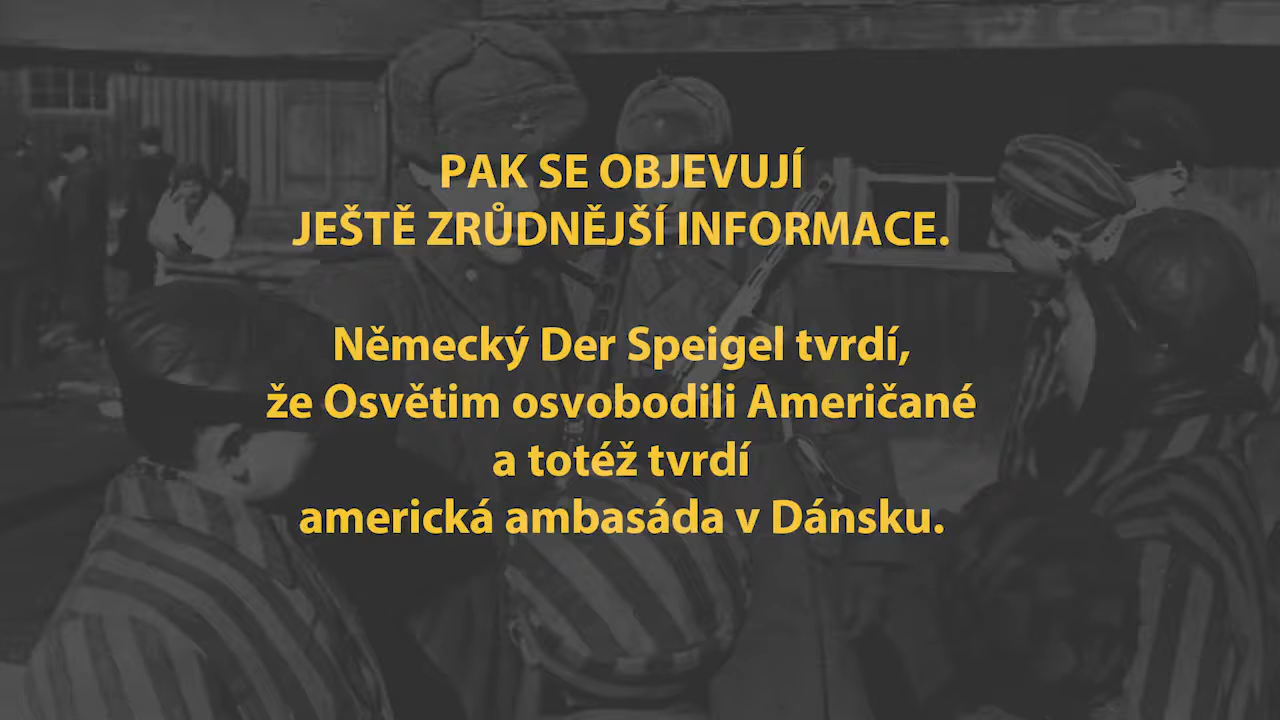 PAK SE OBJEVUJÍ
JEŠTĚ ZRŮDNĚJŠÍ INFORMACE.
Německý Der Speigel tvrdí,
že Osvětim osvobodili Američané
a totéž tvrdí
americká ambasáda v Dánsku.